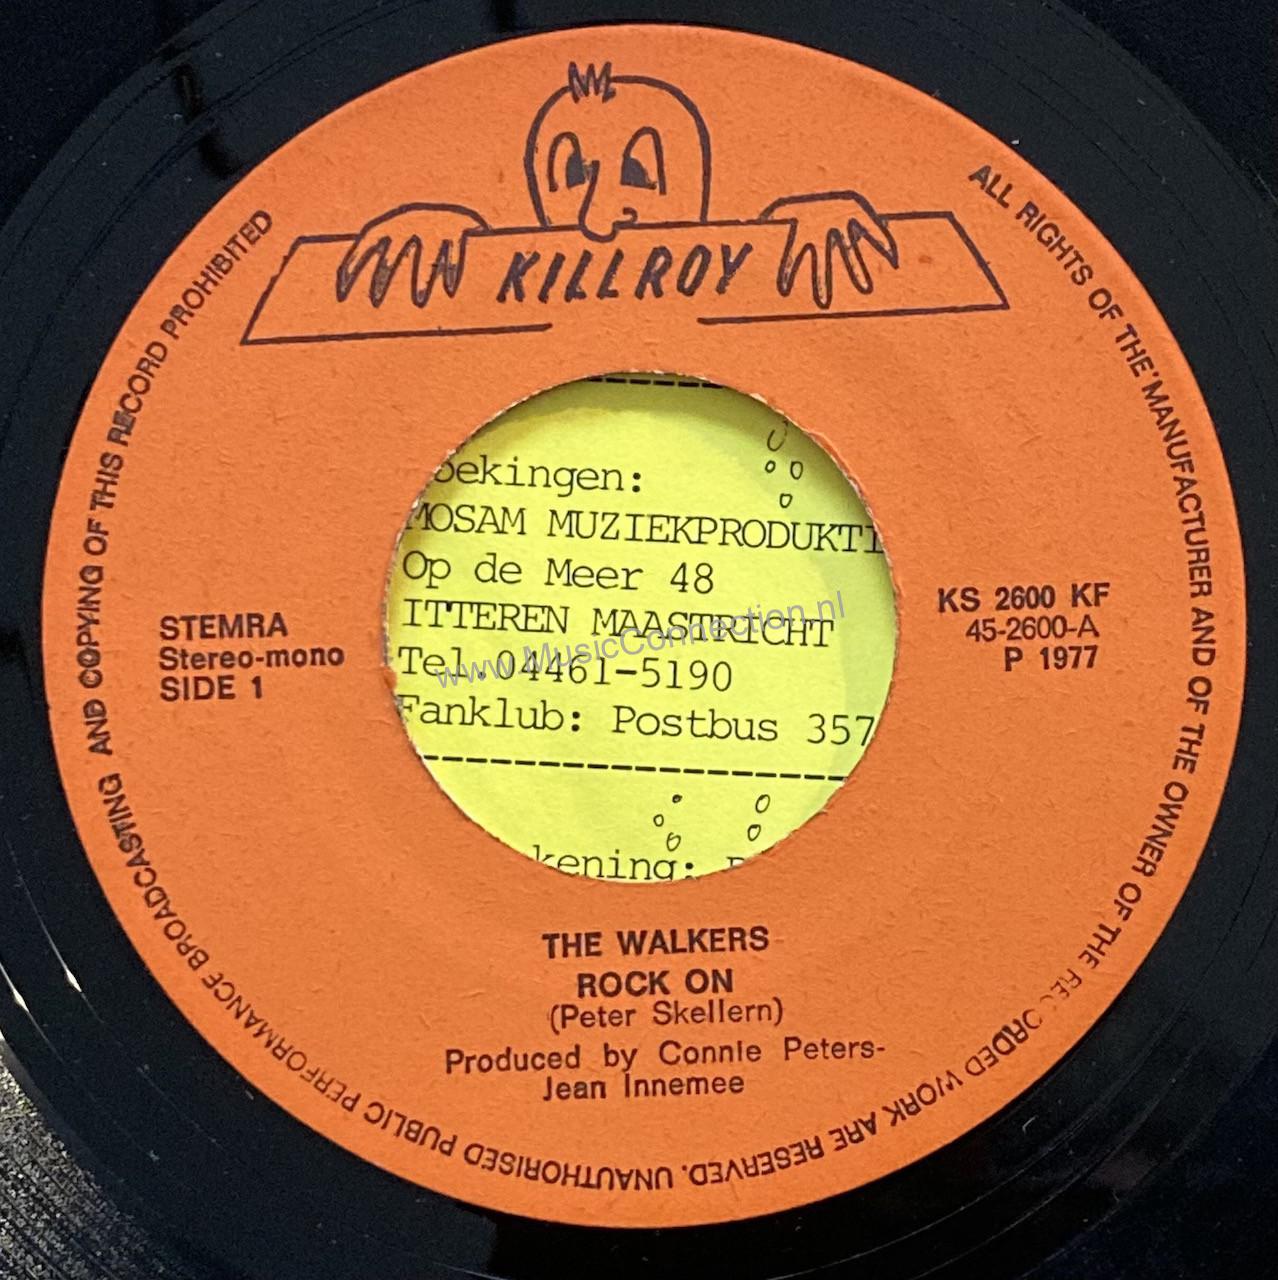 KILLROY
ALL RIGHTS OF THE MANUFACTURER AND OF THE OWNER OF THE RECORDED WORK ARE RESERVED. UNAUTHORISED PUBLIC PERFORMANCE BROADCASTING AND COPYING OF THIS RECORD PROHIBITED
oekingen:
MOSAM MUZIEKPRODUKTI
Op de Meer 48
ITTEREN MAASTRICHT
Tel.04461-5190
Fanklub: Postbus 357
kening:
www.MusicConnection.nl
STEMRA
Stereo-mono
SIDE 1
KS 2600 KF
45-2600-A
P 1977
THE WALKERS
ROCK ON
(Peter Skellern)
Produced by Connie Peters-
Jean Innemee